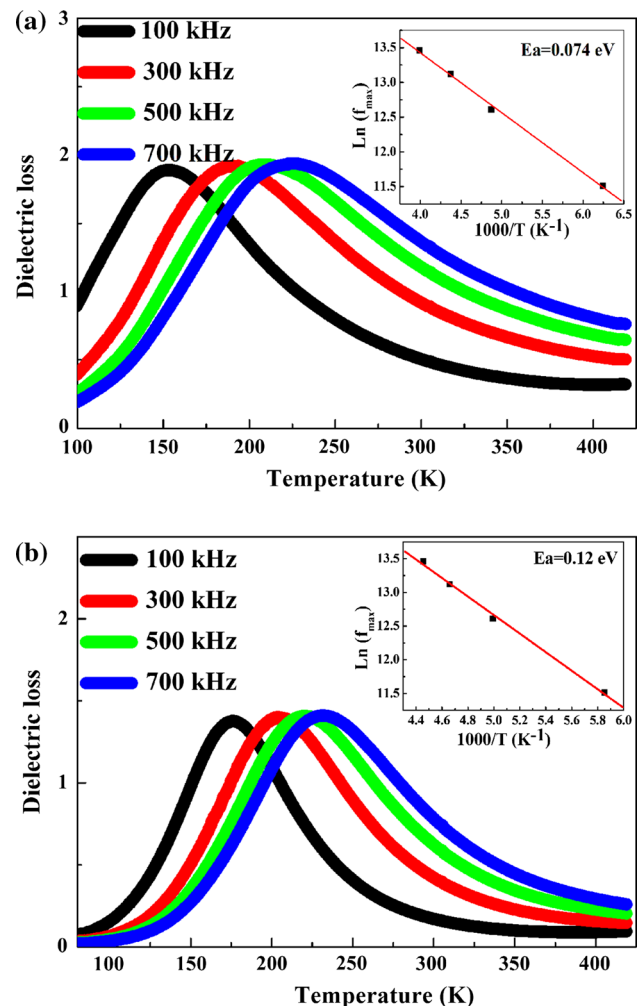 (a)
3
2
1
0
Dielectric loss
100 kHz
300 kHz
500 kHz
700 kHz
100 150 200 250 300 350 400
Temperature (K)
Ea=0.074 eV
Ln (fmax)
13.5
13.0
12.5
12.0
11.5
4.0 4.5 5.0 5.5 6.0 6.5
1000/T (K-1)
(b)
2
1
0
Dielectric loss
100 kHz
300 kHz
500 kHz
700 kHz
100 150 200 250 300 350 400
Temperature (K)
Ea=0.12 eV
Ln (fmax)
13.5
13.0
12.5
12.0
11.5
4.4 4.6 4.8 5.0 5.2 5.4 5.6 5.8 6.0
1000/T (K-1)